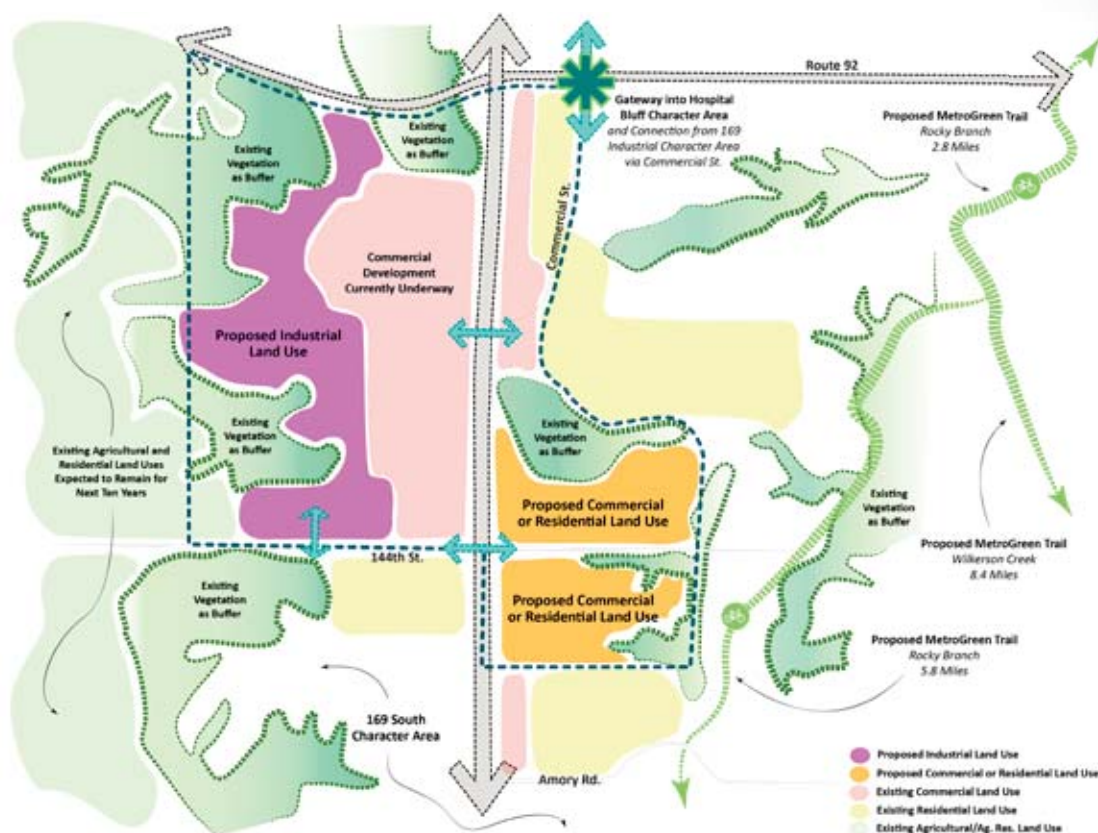 Route 92
Gateway into Hospital
Bluff Character Area
and Connection from 169
Industrial Character Area
via Commercial St.
Proposed MetroGreen Trail
Rocky Branch
2.8 Miles
Existing
Vegetation
as Buffer
Existing
Vegetation
as Buffer
Commercial St.
Commercial
Development
Currently Underway
Proposed Industrial
Land Use
Existing
Vegetation
as Buffer
Existing
Vegetation
as Buffer
Existing Agricultural and
Residential Land Uses
Expected to Remain for
Next Ten Years
Existing
Vegetation
as Buffer
Proposed Commercial
or Residential Land Use
Proposed MetroGreen Trail
Wilkerson Creek
8.4 Miles
144th St.
Existing
Vegetation
as Buffer
Proposed Commercial
or Residential Land Use
Proposed MetroGreen Trail
Rocky Branch
5.8 Miles
169 South
Character Area
Amory Rd.
Proposed Industrial Land Use
Proposed Commercial or Residential Land Use
Existing Commercial Land Use
Existing Residential Land Use
Existing Agricultural/Ag. Res. Land Use